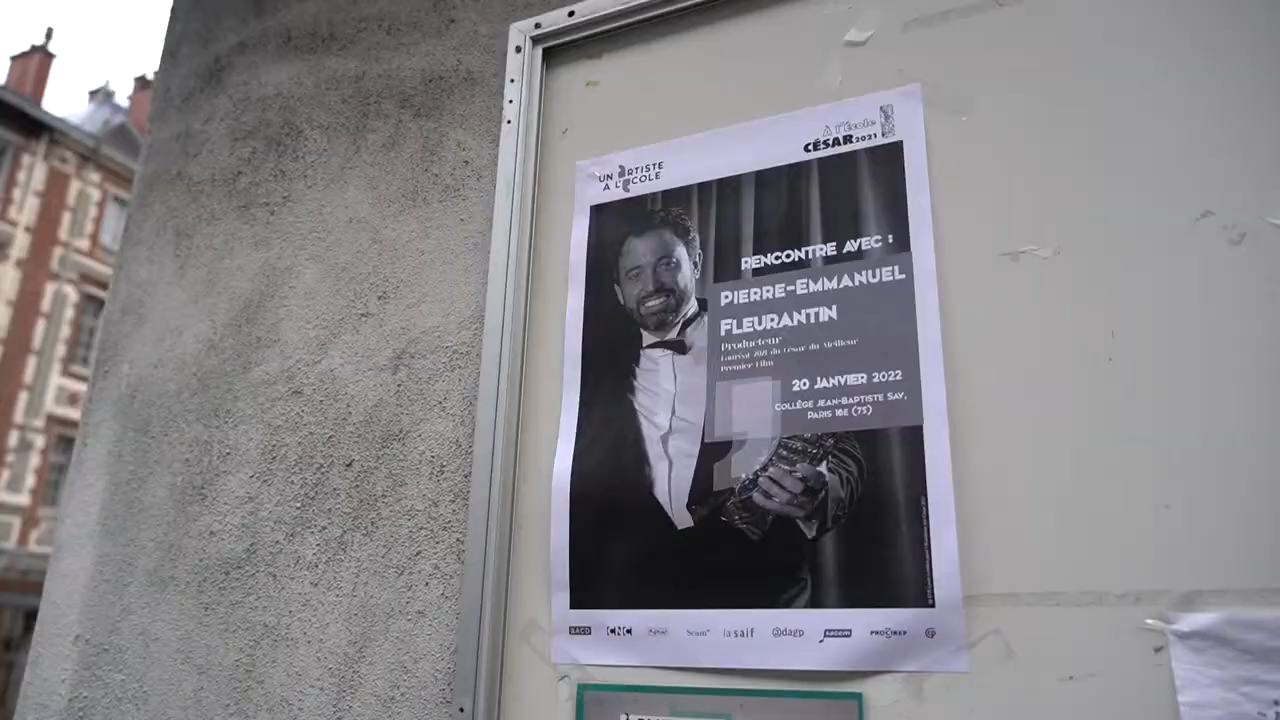 À l'École
CÉSAR 2021
UN ARTISTE
A L'ÉCOLE
RENCONTRE AVEC :
PIERRE-EMMANUEL
FLEURANTIN
Producteur
Lauréat 2021 du César du Meilleur
Premier Film
20 JANVIER 2022
COLLÈGE JEAN-BAPTISTE SAY,
PARIS 16E (75)
SACD CNC Scam* la saif adagp sacem PROCIREP